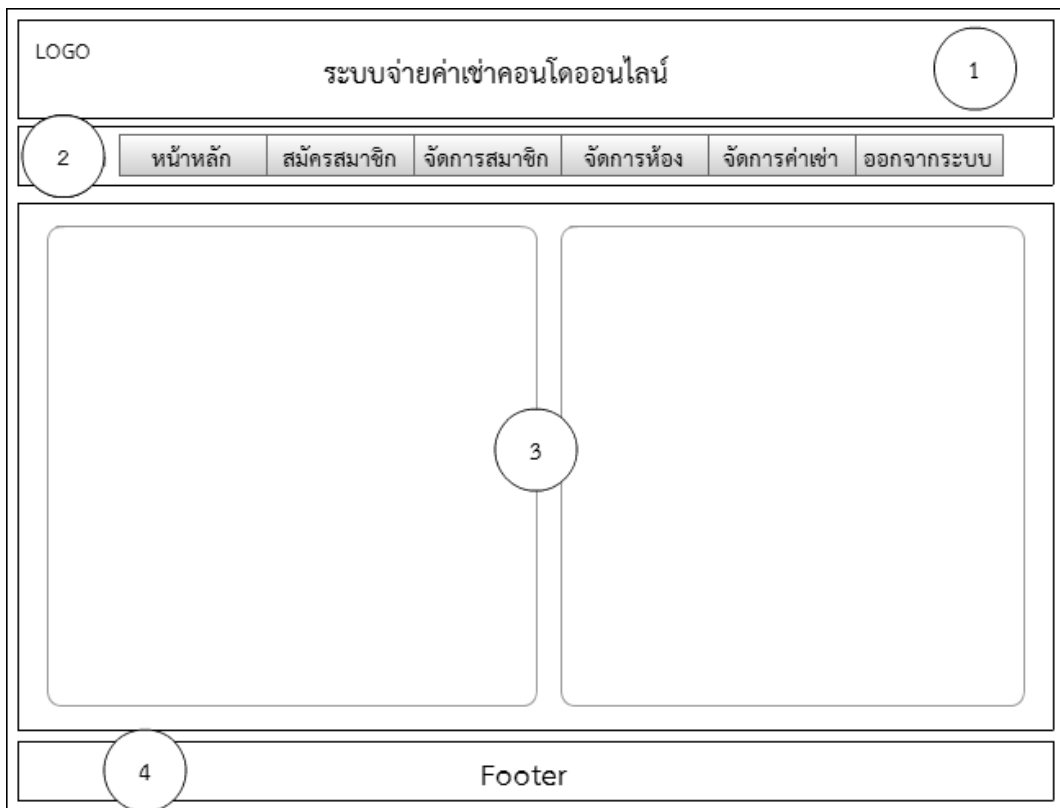 LOGO
ระบบจ่ายค่าเช่าคอนโดออนไลน์
1
2
หน้าหลัก สมัครสมาชิก จัดการสมาชิก จัดการห้อง จัดการค่าเช่า ออกจากระบบ
3
4
Footer